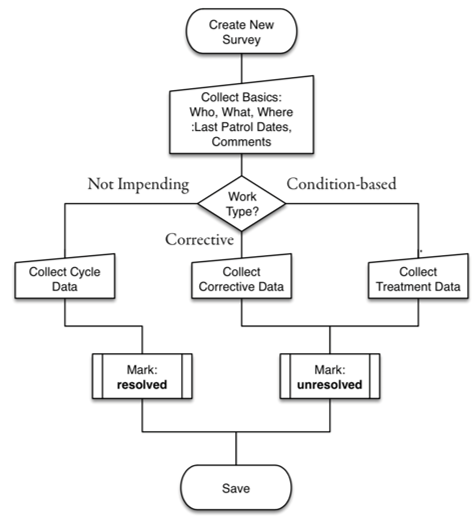 Create New
Survey
Collect Basics:
Who, What, Where
:Last Patrol Dates,
Comments
Not Impending
Work
Type?
Condition-based
Corrective
Collect Cycle
Data
Collect
Corrective Data
Collect
Treatment Data
Mark:
resolved
Mark:
unresolved
Save